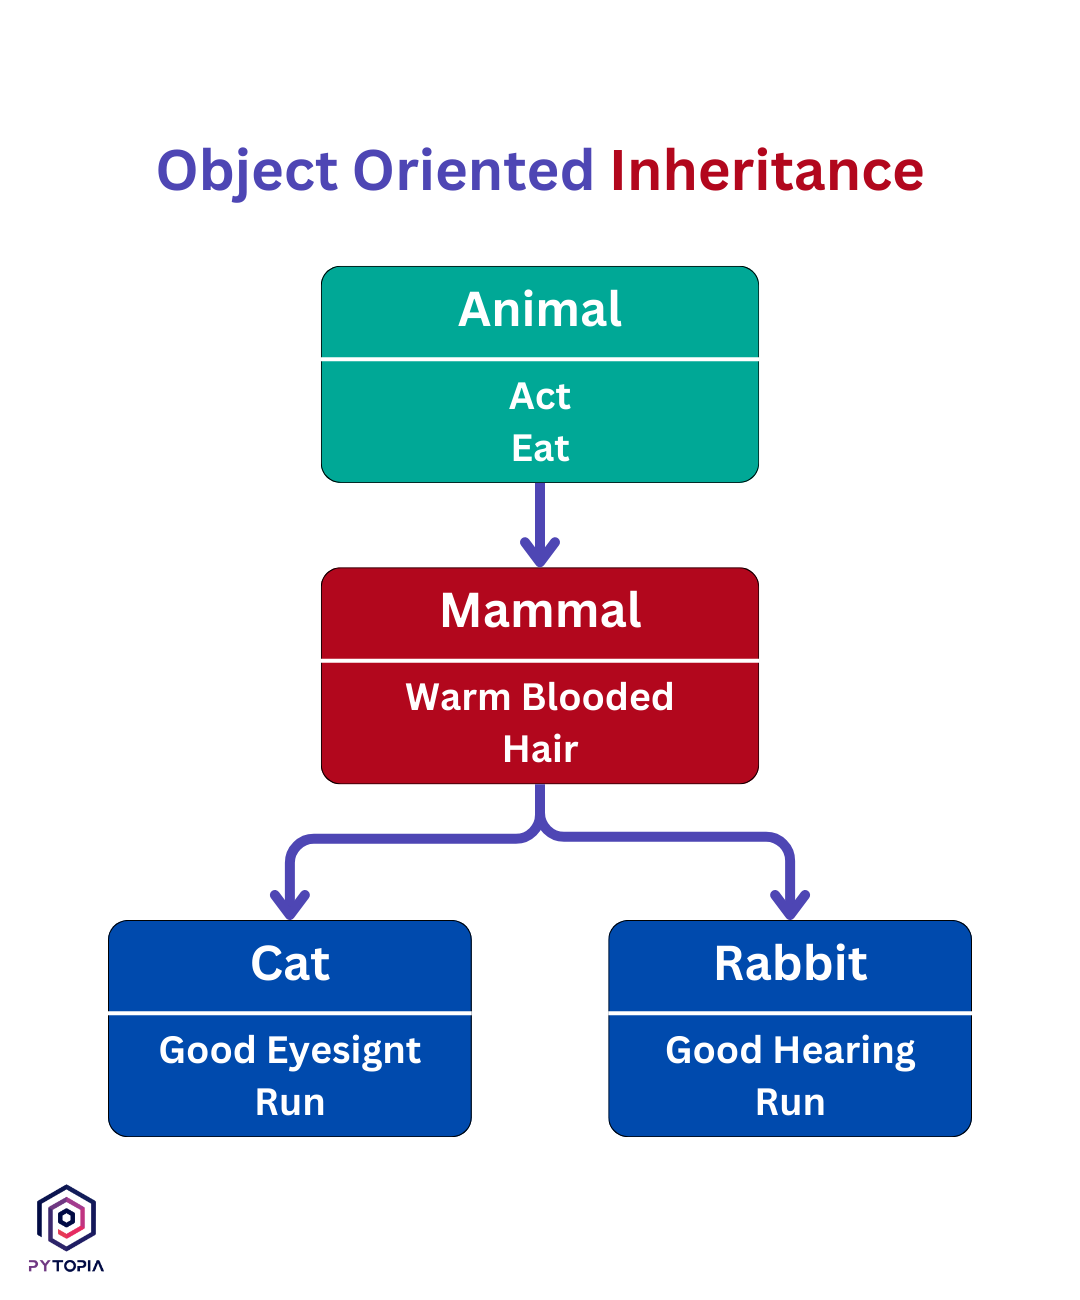 Object Oriented Inheritance
Animal
Act
Eat
Mammal
Warm Blooded
Hair
Cat
Good Eyesignt
Run
Rabbit
Good Hearing
Run
PYTOPIA